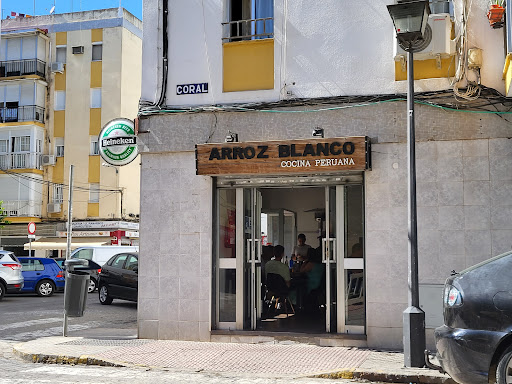 CORAL
Heineken
ARROZ BLANCO
COCINA PERUANA